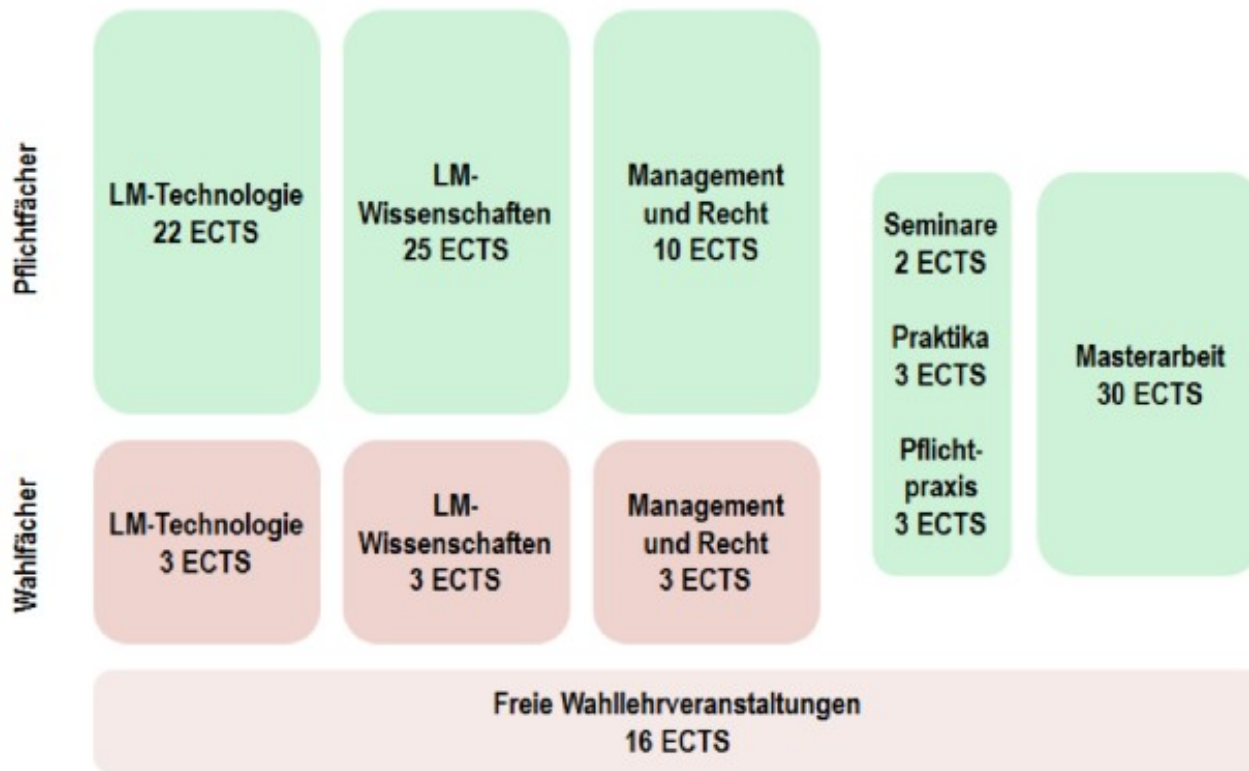 Pflichtfächer
LM-Technologie
22 ECTS
LM-
Wissenschaften
25 ECTS
Management
und Recht
10 ECTS
Seminare
2 ECTS
Praktika
3 ECTS
Pflicht-
praxis
3 ECTS
Masterarbeit
30 ECTS
Wahlfächer
LM-Technologie
3 ECTS
LM-
Wissenschaften
3 ECTS
Management
und Recht
3 ECTS
Freie Wahllehrveranstaltungen
16 ECTS